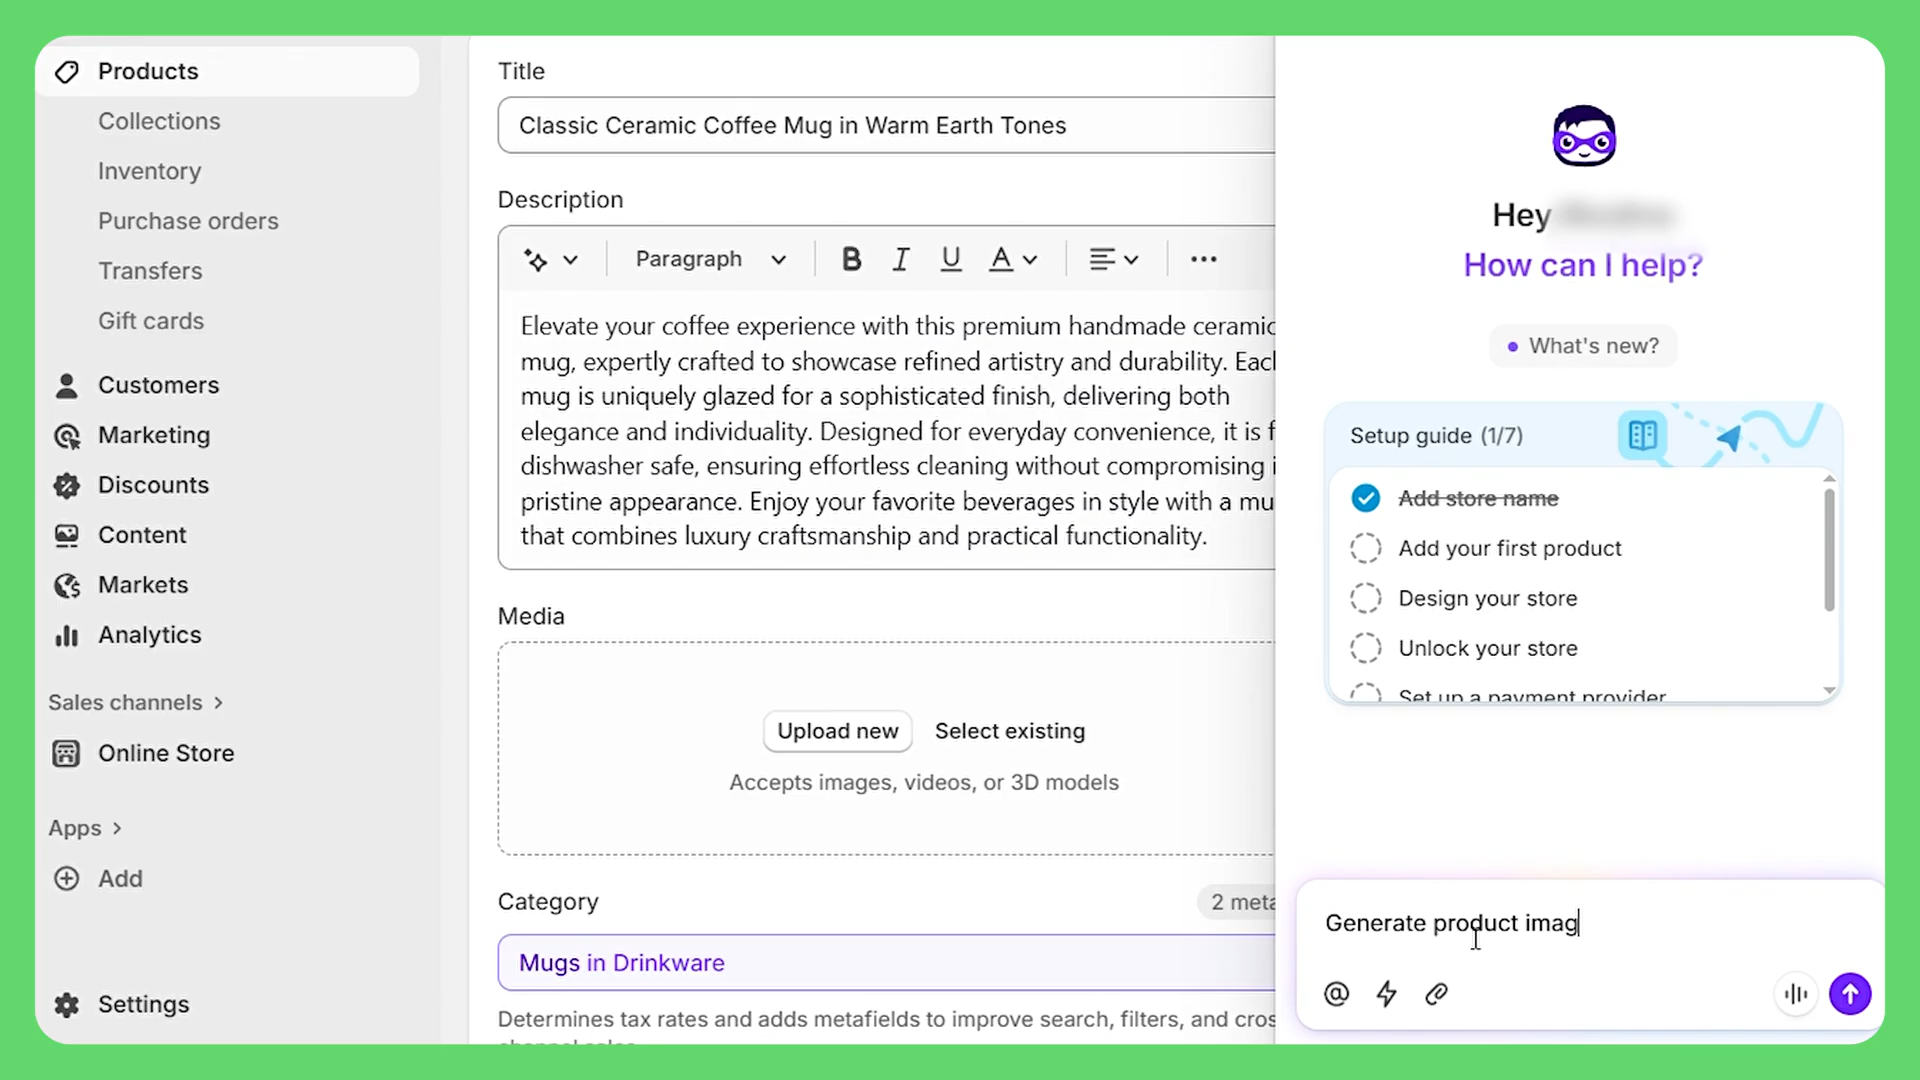 Products
Collections
Inventory
Purchase orders
Transfers
Gift cards
Customers
Marketing
Discounts
Content
Markets
Analytics
Sales channels
Online Store
Apps
Add
Settings
Title
Classic Ceramic Coffee Mug in Warm Earth Tones
Description
Paragraph
B I U A
Elevate your coffee experience with this premium handmade ceramic
mug, expertly crafted to showcase refined artistry and durability. Eac
mug is uniquely glazed for a sophisticated finish, delivering both
elegance and individuality. Designed for everyday convenience, it is f
dishwasher safe, ensuring effortless cleaning without compromising i
pristine appearance. Enjoy your favorite beverages in style with a mu
that combines luxury craftsmanship and practical functionality.
Media
Upload new Select existing
Accepts images, videos, or 3D models
Category
2 meta
Mugs in Drinkware
Determines tax rates and adds metafields to improve search, filters, and cros
Hey
How can I help?
What's new?
Setup guide (1/7)
Add store name
Add your first product
Design your store
Unlock your store
Set up a payment provider
Generate product imag